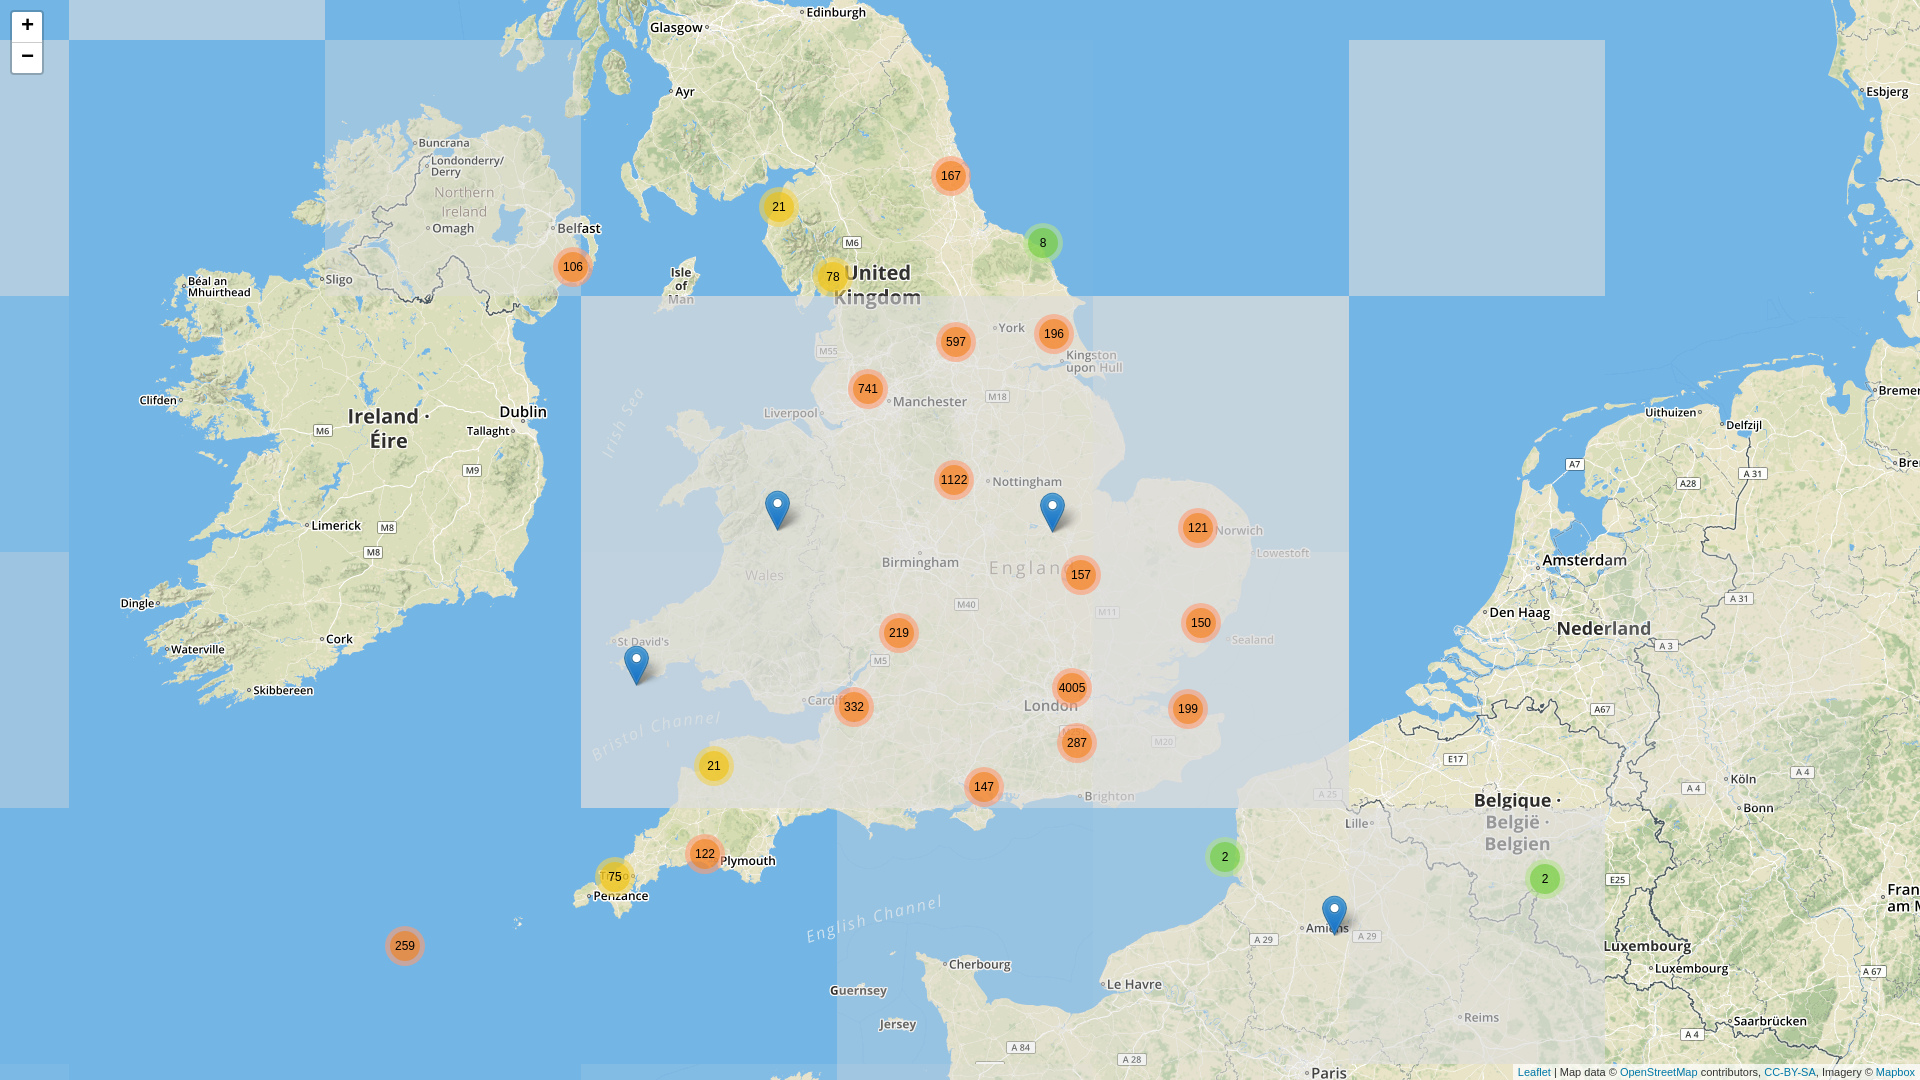 +
−
Edinburgh
Glasgow
Ayr
Esbjerg
Buncrana
Londonderry/
Derry
Northern
Ireland
Omagh
Belfast
167
21
8
106
78
M6
United
Kingdom
Isle
of
Man
Sligo
Béal an
Mhuirthead
York
196
597
M55
Kingston
upon Hull
741
Manchester
M18
Liverpool
Irish Sea
Clifden
Ireland ·
Éire
M6
Dublin
Tallaght
M9
Uithuizen
Delfzijl
A7
A 31
A28
1122
Nottingham
121
Norwich
Lowestoft
Limerick
M8
M8
Birmingham
Wales
157
Amsterdam
Den Haag
Nederland
A 31
A 3
Dingle
Waterville
Cork
Skibbereen
M40
M11
219
150
Sealand
St David's
M5
4005
London
199
332
287
M20
Bristol Channel
21
147
Brighton
A67
E17
A 25
Lille
Belgique ·
België ·
Belgien
Köln
A 4
A 4
Bonn
122
Plymouth
75
Penzance
2
2
E25
259
English Channel
Amiens
A 29
A 29
Luxembourg
Luxembourg
A 67
Cherbourg
Le Havre
Guernsey
Jersey
Reims
Saarbrücken
A 4
A 84
A 28
Paris
Leaflet | Map data © OpenStreetMap contributors, CC-BY-SA, Imagery © Mapbox